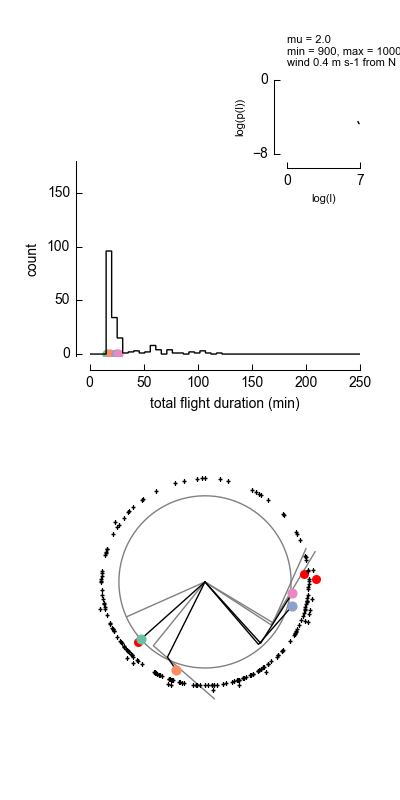 mu = 2.0
min = 900, max = 1000
wind 0.4 m s-1 from N
0
−8
log(p(l))
0 7
log(l)
150
100
50
0
count
0 50 100 150 200 250
total flight duration (min)